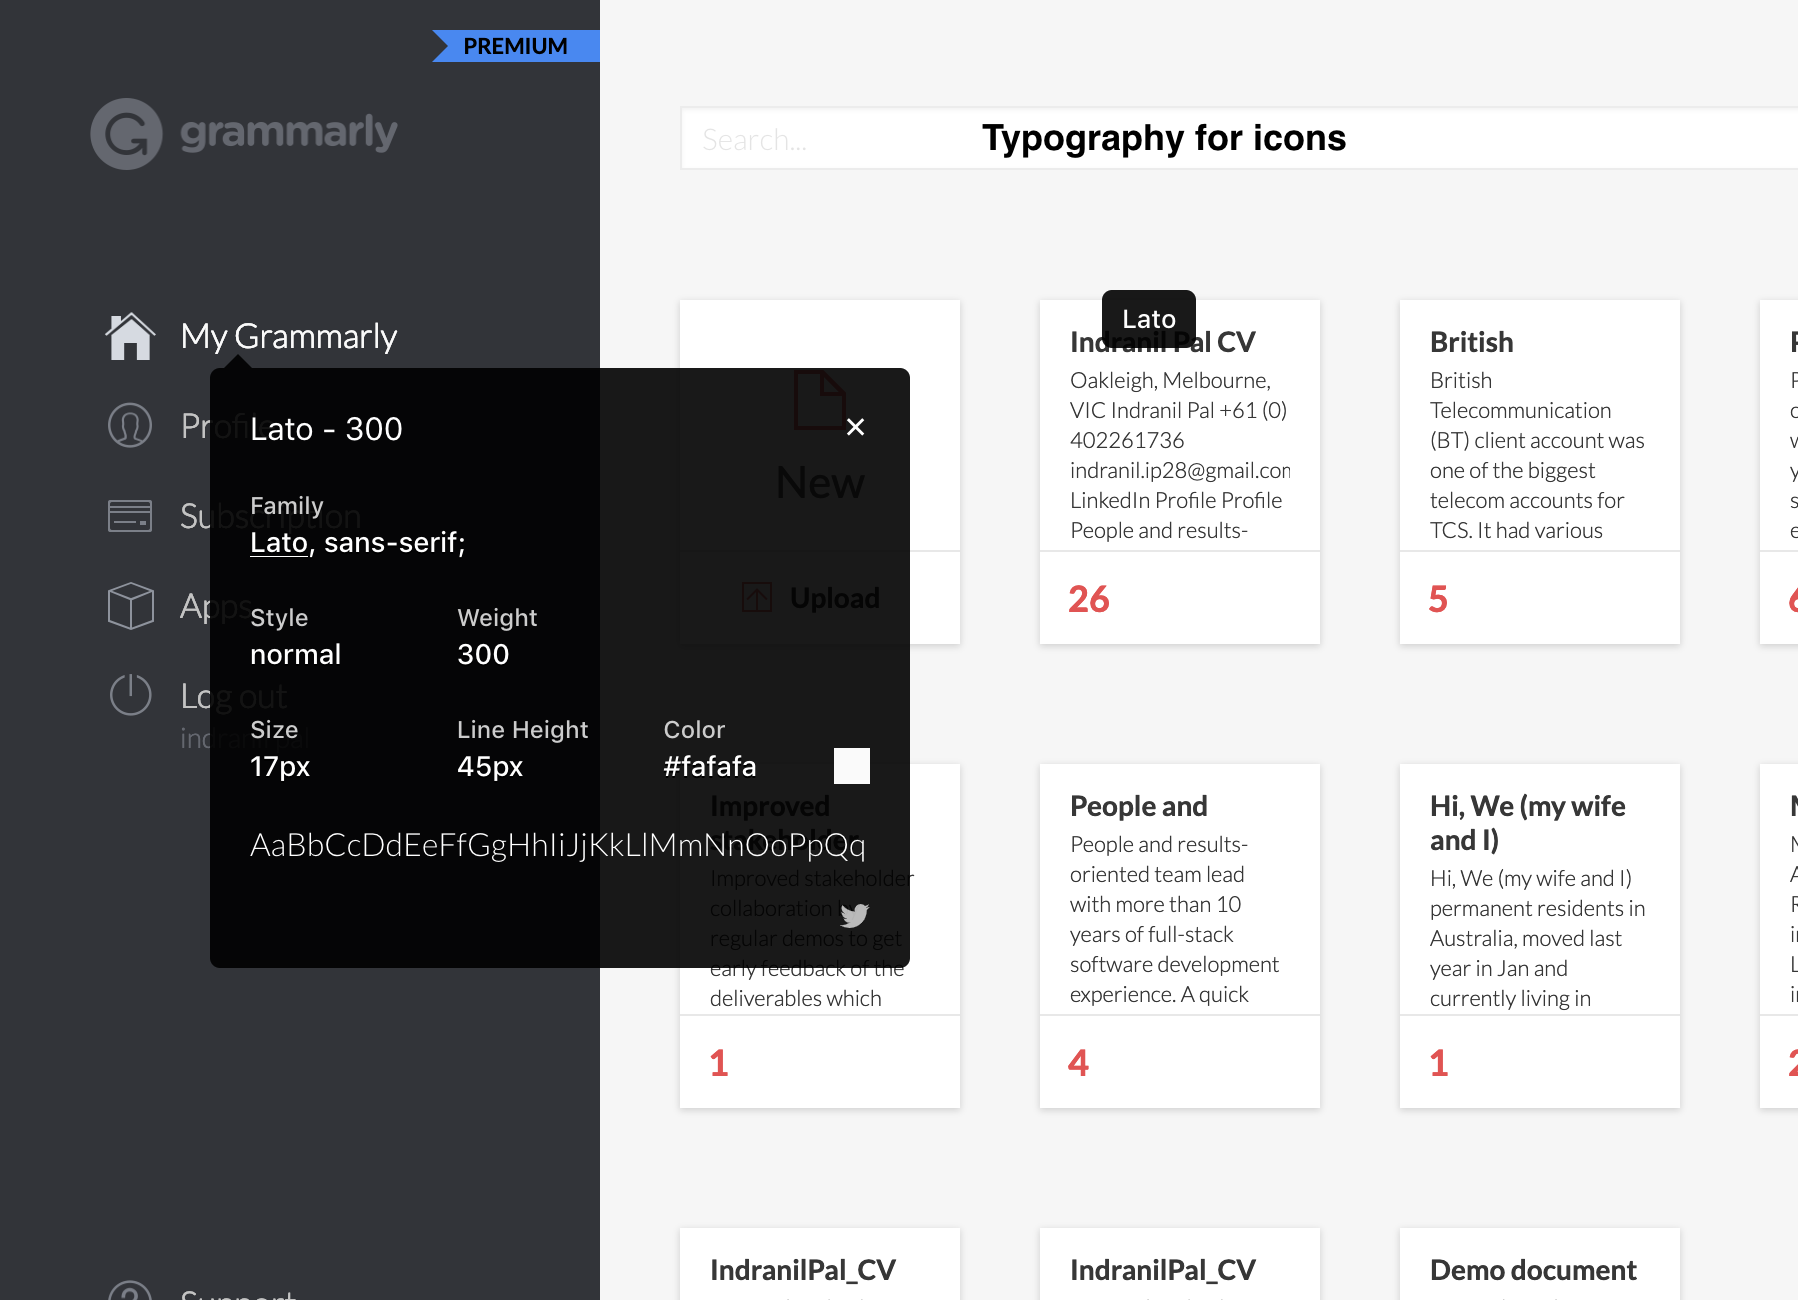 PREMIUM
grammarly
Search...
Typography for icons
My Grammarly
Profile
Subscription
Apps
Log out
indranil pal
Support
Lato - 300
Family
Lato, sans-serif;
Style
normal
Weight
300
Size
17px
Line Height
45px
Color
#fafafa
AaBbCcDdEeFfGgHhIiJjKkLlMmNnOoPpQq
New
Upload
Lato
Indranil Pal CV
Oakleigh, Melbourne,
VIC Indranil Pal +61 (0)
402261736
indranil.ip28@gmail.com
LinkedIn Profile Profile
People and results-
26
British
British
Telecommunication
(BT) client account was
one of the biggest
telecom accounts for
TCS. It had various
5
Improved
stakeholder
Improved stakeholder
collaboration
regular demos to get
early feedback of the
deliverables which
1
People and
People and results-
oriented team lead
with more than 10
years of full-stack
software development
experience. A quick
4
Hi, We (my wife
and I)
Hi, We (my wife and I)
permanent residents in
Australia, moved last
year in Jan and
currently living in
1
IndranilPal_CV
IndranilPal_CV
Demo document